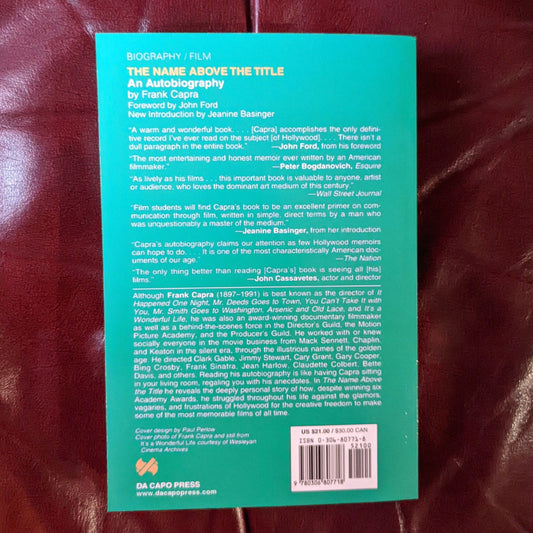 BIOGRAPHY / FILM
THE NAME ABOVE THE TITLE
An Autobiography
by Frank Capra
Foreword by John Ford
New Introduction by Jeanine Basinger
"A warm and wonderful book. . . . [Capra] accomplishes the only defini-
tive record I've ever read on the subject [of Hollywood]. . . . There isn't a
dull paragraph in the entire book." —John Ford, from his foreword
"The most entertaining and honest memoir ever written by an American
filmmaker." —Peter Bogdanovich, Esquire
"As lively as his films . . . this important book is valuable to anyone, artist
or audience, who loves the dominant art medium of this century."
—Wall Street Journal
"Film students will find Capra's book to be an excellent primer on com-
munication through film, written in simple, direct terms by a man who
was unquestionably a master of the medium."
—Jeanine Basinger, from her introduction
"Capra's autobiography claims our attention as few Hollywood memoirs
can hope to do. . . . It is one of the most characteristically American doc-
uments of our age." —The Nation
"The only thing better than reading [Capra's] book is seeing all [his]
films." —John Cassavetes, actor and director
Although Frank Capra (1897–1991) is best known as the director of It
Happened One Night, Mr. Deeds Goes to Town, You Can't Take It with
You, Mr. Smith Goes to Washington, Arsenic and Old Lace, and It's a
Wonderful Life, he was also an award-winning documentary filmmaker
as well as a behind-the-scenes force in the Director's Guild, the Motion
Picture Academy, and the Producer's Guild. He worked with or knew
socially everyone in the movie business from Mack Sennett, Chaplin,
and Keaton in the silent era, through the illustrious names of the golden
age. He directed Clark Gable, Jimmy Stewart, Cary Grant, Gary Cooper,
Bing Crosby, Frank Sinatra, Jean Harlow, Claudette Colbert, Bette
Davis, and others. Reading his autobiography is like having Capra sitting
in your living room, regaling you with his anecdotes. In The Name Above
the Title he reveals the deeply personal story of how, despite winning six
Academy Awards, he struggled throughout his life against the glamors,
vagaries, and frustrations of Hollywood for the creative freedom to make
some of the most memorable films of all time.
Cover design by Paul Perlow
Cover photo of Frank Capra and still from
It's a Wonderful Life courtesy of Wesleyan
Cinema Archives
DA CAPO PRESS
www.dacapopress.com
US $21.00 / $30.00 CAN
ISBN 0-306-80771-8
52100
9 780306 807718